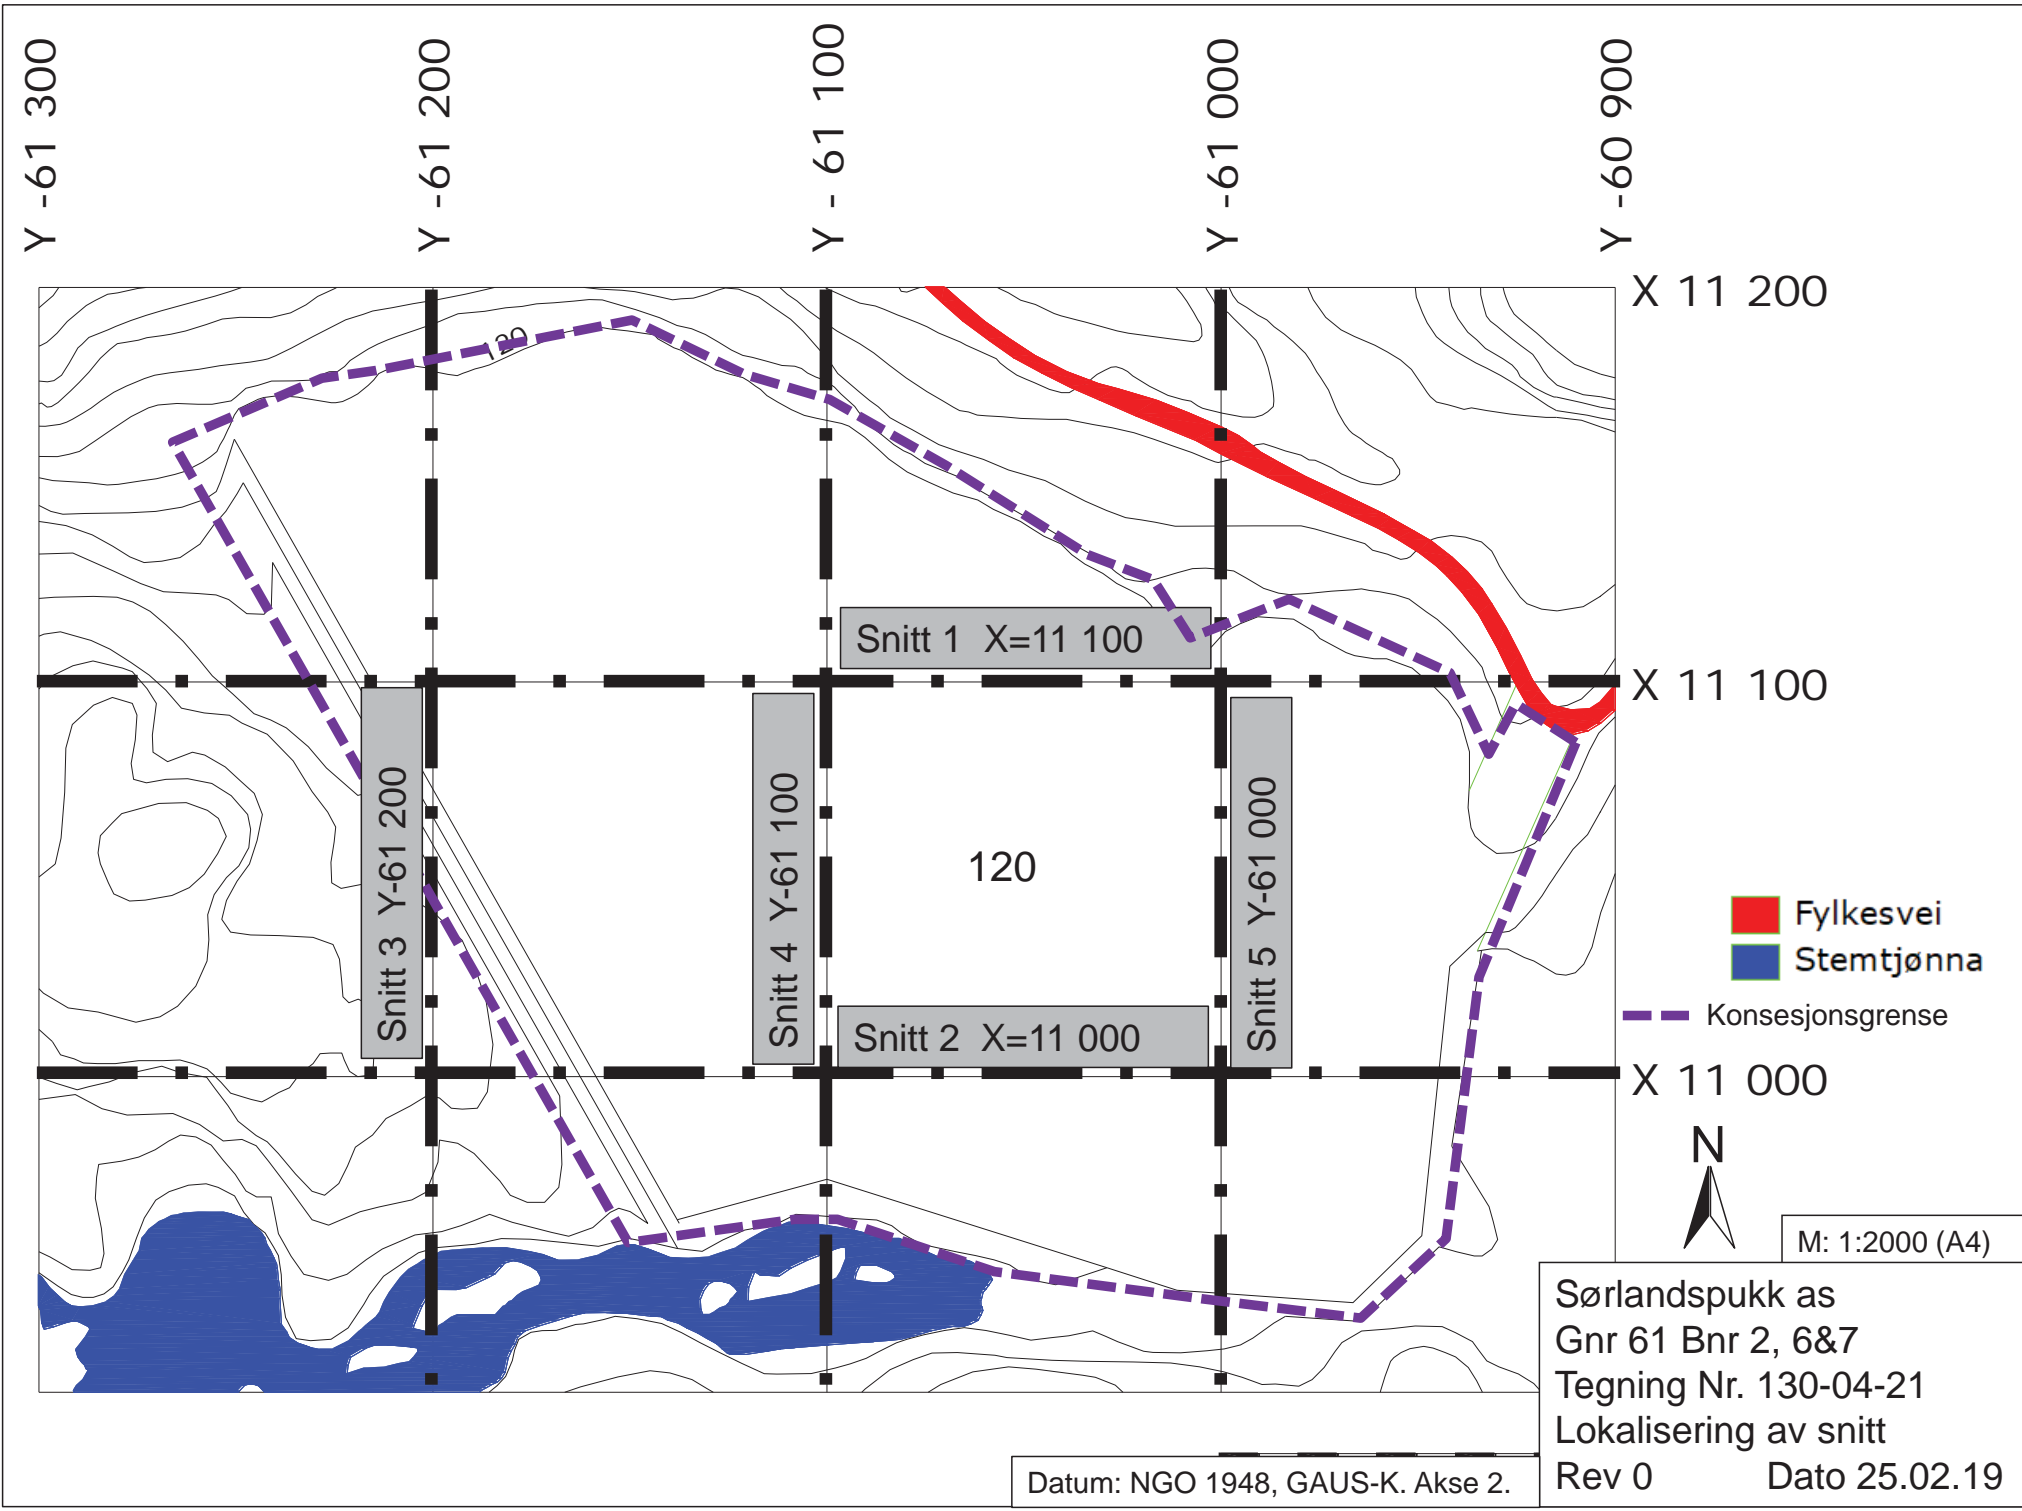 Y -61 300
Y -61 200
Y - 61 100
Y -61 000
Y -60 900
X 11 200
120
Snitt 1 X=11 100
X 11 100
Snitt 3 Y-61 200
Snitt 4 Y-61 100
120
Snitt 5 Y-61 000
Fylkesvei
Stemtjønna
Konsesjonsgrense
Snitt 2 X=11 000
X 11 000
N
M: 1:2000 (A4)
Sørlandspukk as
Gnr 61 Bnr 2, 6&7
Tegning Nr. 130-04-21
Lokalisering av snitt
Rev 0 Dato 25.02.19
Datum: NGO 1948, GAUS-K. Akse 2.